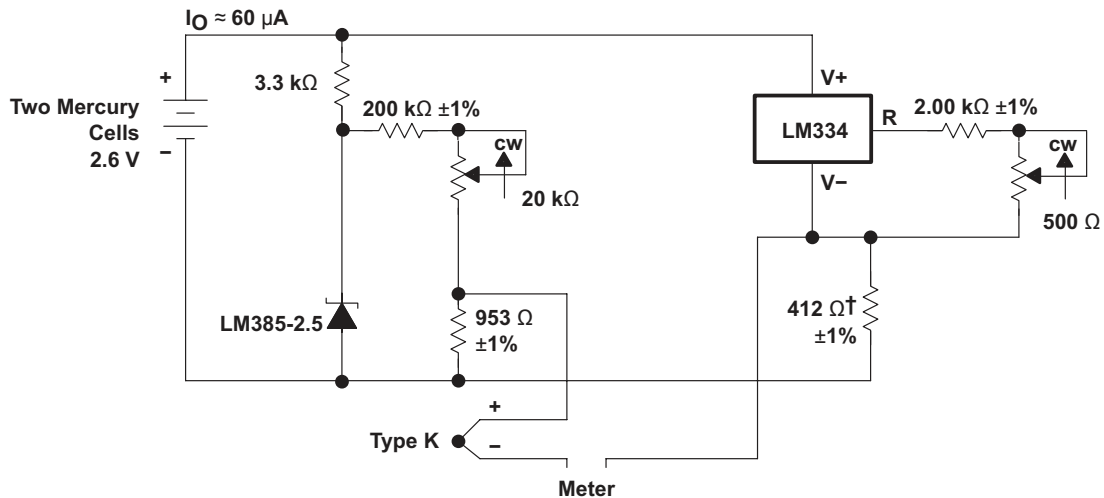 IO ≈ 60 µA
+
Two Mercury
Cells
2.6 V
−
3.3 kΩ
200 kΩ ±1%
cw
20 kΩ
LM385-2.5
953 Ω
±1%
V+
LM334
R
V−
2.00 kΩ ±1%
cw
500 Ω
412 Ω†
±1%
+
Type K
−
Meter